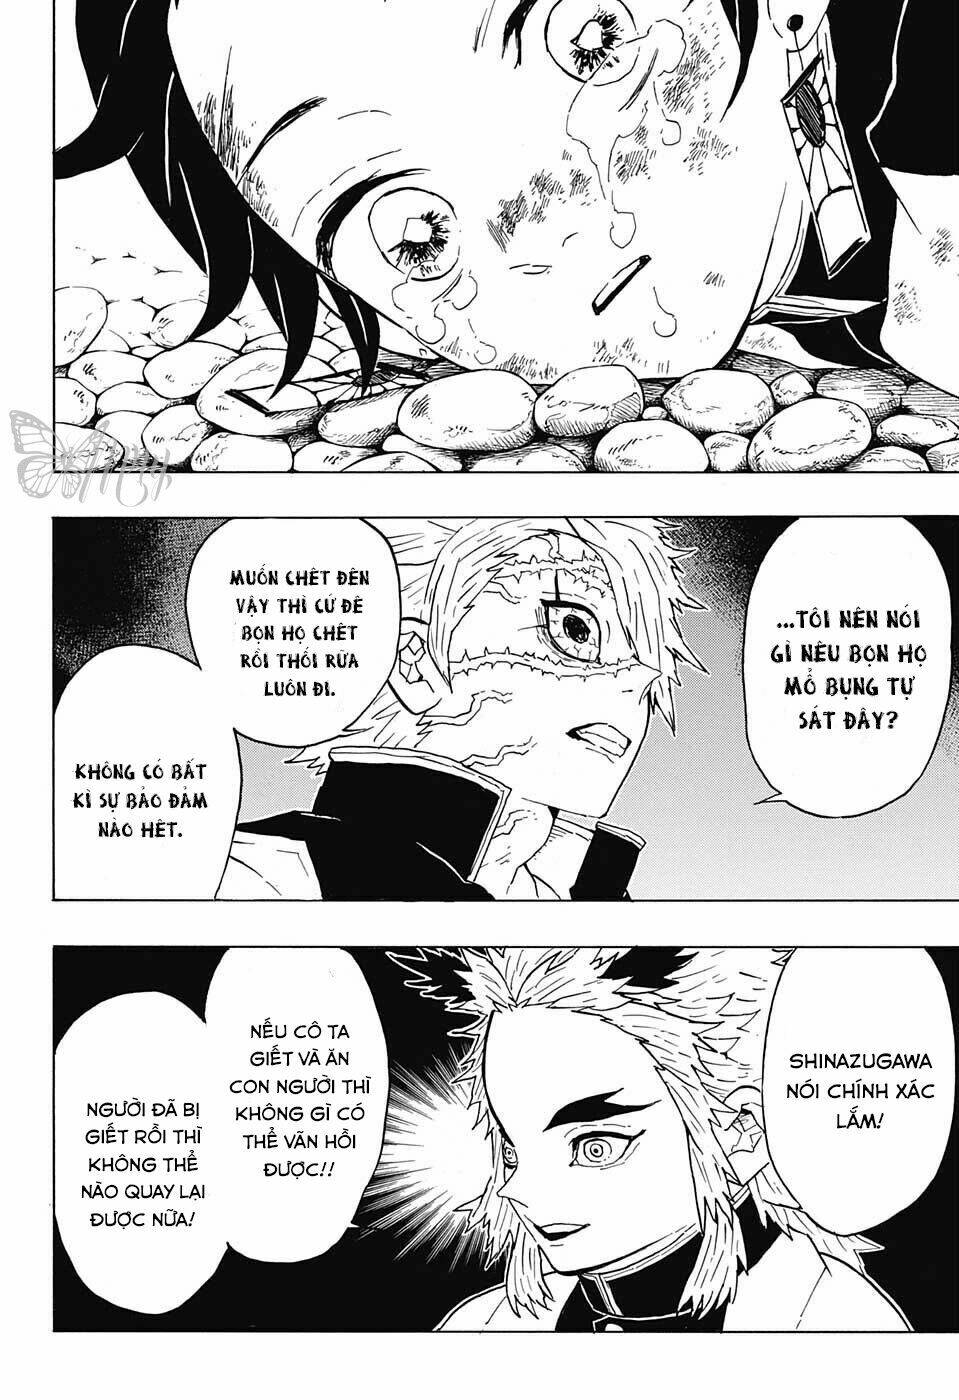 ...TÔI NÊN NÓI
GÌ NẾU BỌN HỌ
MỔ BỤNG TỰ
SÁT ĐÂY?
MUỐN CHẾT ĐẾN
VẬY THÌ CỨ ĐỂ
BỌN HỌ CHẾT
RỒI THỐI RỮA
LUÔN ĐI.
KHÔNG CÓ BẤT
KÌ SỰ BẢO ĐẢM
NÀO HẾT.
SHINAZUGAWA
NÓI CHÍNH XÁC
LẮM!
NẾU CÔ TA
GIẾT VÀ ĂN
CON NGƯỜI THÌ
KHÔNG GÌ CÓ
THỂ VÃN HỒI
ĐƯỢC!!
NGƯỜI ĐÃ BỊ
GIẾT RỒI THÌ
KHÔNG THỂ
NÀO QUAY LẠI
ĐƯỢC NỮA!